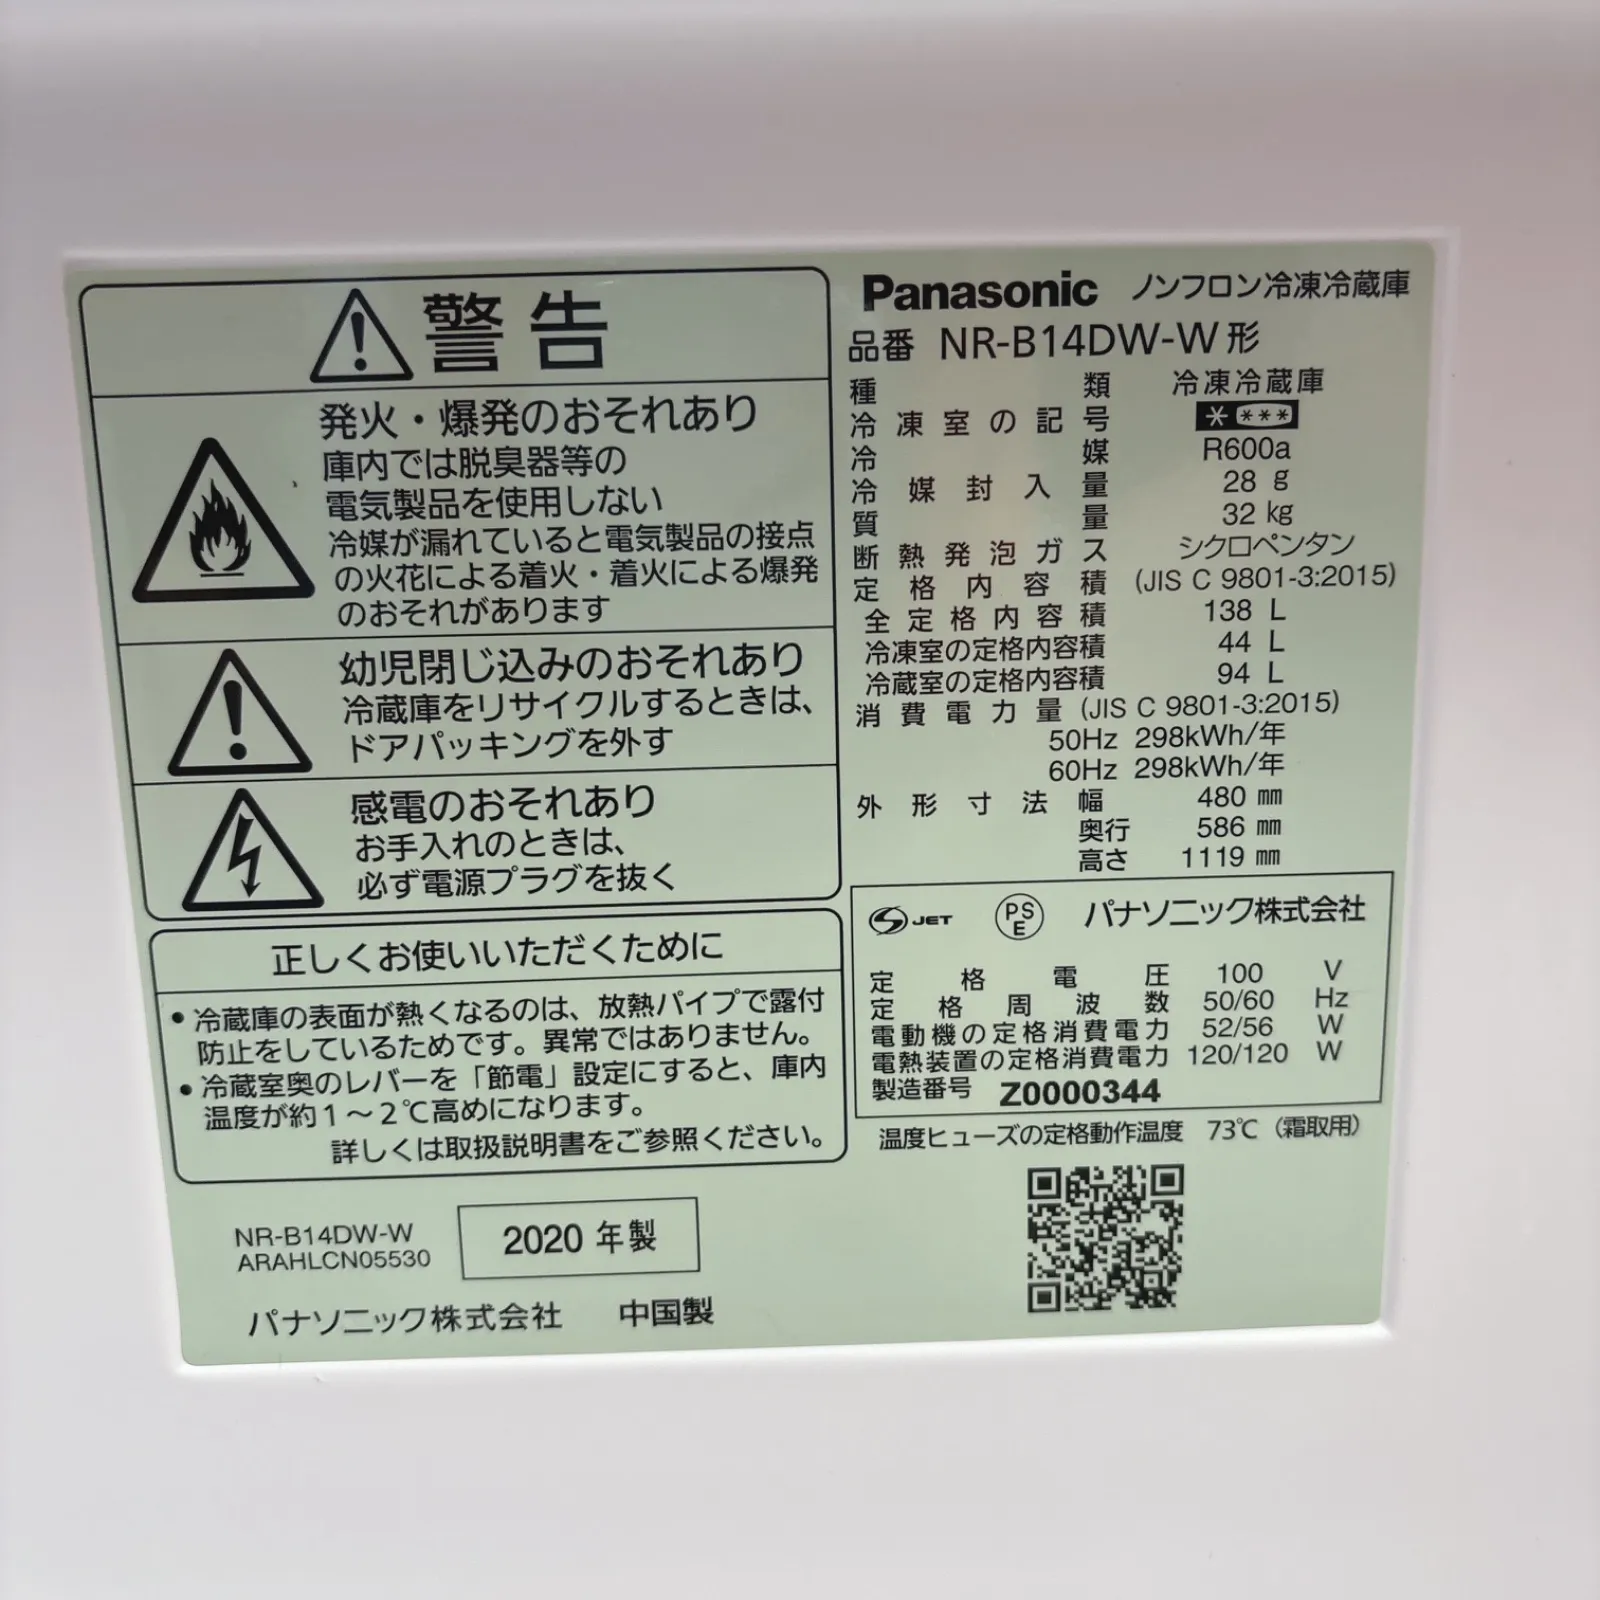 警告
発火・爆発のおそれあり
庫内では脱臭器等の
電気製品を使用しない
冷媒が漏れていると電気製品の接点
の火花による着火・着火による爆発
のおそれがあります
幼児閉じ込みのおそれあり
冷蔵庫をリサイクルするときは、
ドアパッキングを外す
感電のおそれあり
お手入れのときは、
必ず電源プラグを抜く
正しくお使いいただくために
•冷蔵庫の表面が熱くなるのは、放熱パイプで露付
防止をしているためです。異常ではありません。
•冷蔵室奥のレバーを「節電」設定にすると、庫内
温度が約1～2℃高めになります。
詳しくは取扱説明書をご参照ください。
NR-B14DW-W
ARAHLCN05530
2020 年製
パナソニック株式会社 中国製
Panasonic ノンフロン冷凍冷蔵庫
品番 NR-B14DW-W形
種類 冷凍冷蔵庫
冷凍室の記号 * ***
冷媒 R600a
冷媒封入量 28 g
質量 32 kg
断熱発泡ガス シクロペンタン
定格内容積 (JIS C 9801-3:2015)
全定格内容積 138 L
冷凍室の定格内容積 44 L
冷蔵室の定格内容積 94 L
消費電力量 (JIS C 9801-3:2015)
50Hz 298kWh/年
60Hz 298kWh/年
外形寸法 幅 480 mm
奥行 586 mm
高さ 1119 mm
S JET PSE パナソニック株式会社
定格電圧 100 V
定格周波数 50/60 Hz
電動機の定格消費電力 52/56 W
電熱装置の定格消費電力 120/120 W
製造番号 Z0000344
温度ヒューズの定格動作温度 73℃（霜取用）